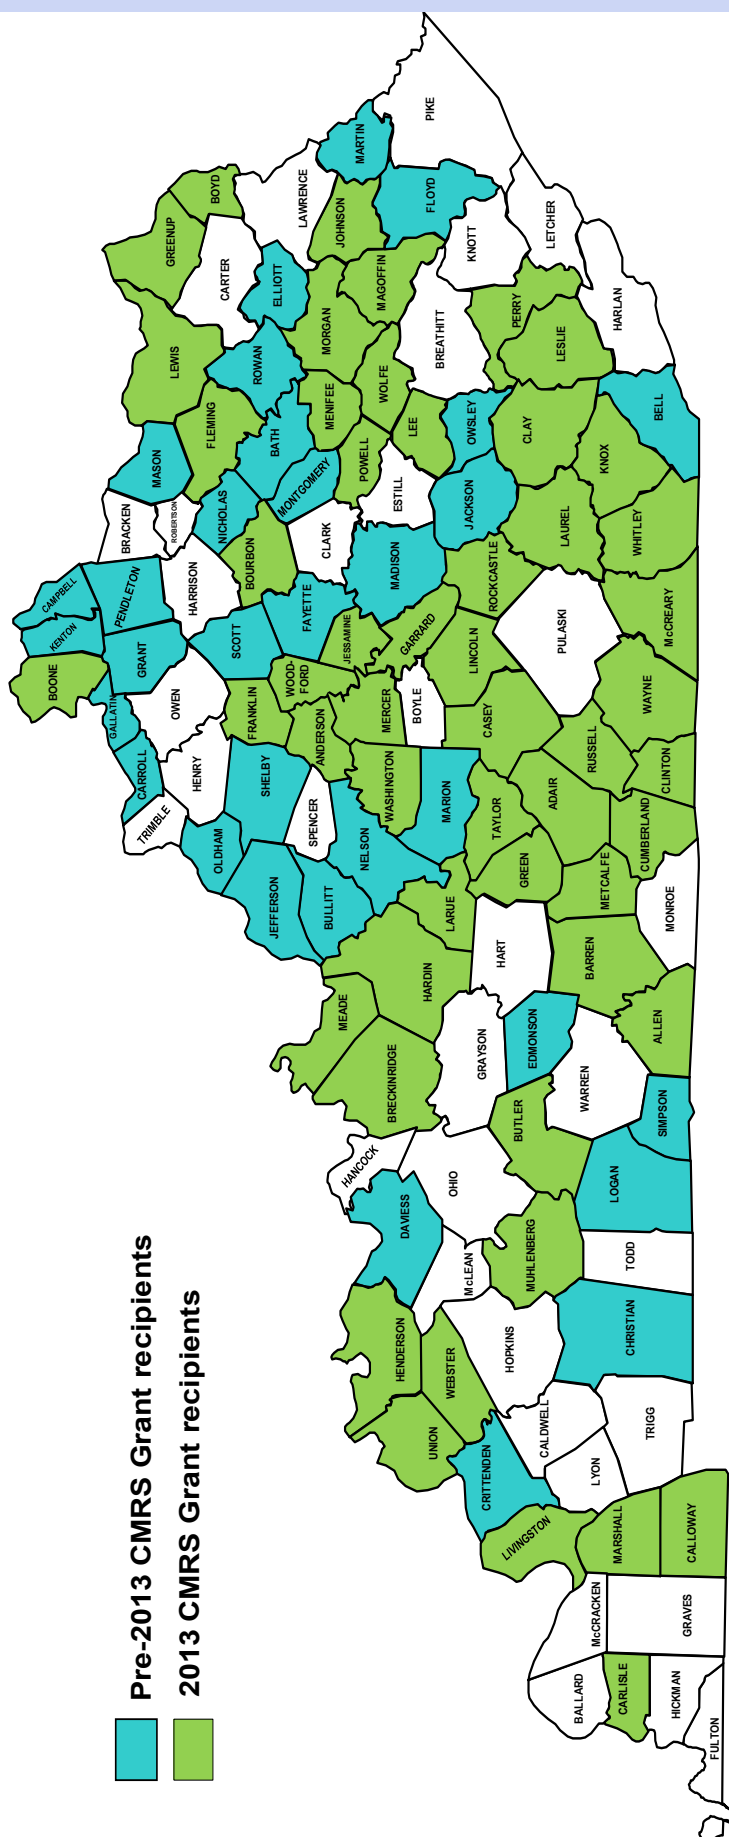 Pre-2013 CMRS Grant recipients
2013 CMRS Grant recipients
BOONE
KENTON
CAMPBELL
GALLATIN
GRANT
PENDLETON
BRACKEN
MASON
LEWIS
GREENUP
BOYD
TRIMBLE
CARROLL
OWEN
HARRISON
ROBERTSON
FLEMING
CARTER
OLDHAM
HENRY
NICHOLAS
ROWAN
ELLIOTT
LAWRENCE
JEFFERSON
SHELBY
FRANKLIN
SCOTT
BOURBON
BATH
MARTIN
BULLITT
SPENCER
ANDERSON
WOOD-
FORD
FAYETTE
CLARK
MONTGOMERY
MENIFEE
MORGAN
JOHNSON
MEADE
NELSON
WASHINGTON
MERCER
JESSAMINE
MADISON
POWELL
WOLFE
MAGOFFIN
FLOYD
PIKE
HANCOCK
BRECKINRIDGE
HARDIN
LARUE
MARION
BOYLE
GARRARD
ESTILL
LEE
BREATHITT
KNOTT
HENDERSON
DAVIESS
OHIO
GRAYSON
HART
GREEN
TAYLOR
CASEY
LINCOLN
ROCKCASTLE
JACKSON
OWSLEY
PERRY
LETCHER
UNION
WEBSTER
McLEAN
MUHLENBERG
BUTLER
EDMONSON
BARREN
METCALFE
ADAIR
RUSSELL
PULASKI
LAUREL
CLAY
LESLIE
HARLAN
CRITTENDEN
HOPKINS
WARREN
KNOX
BELL
LIVINGSTON
CALDWELL
LYON
CHRISTIAN
TODD
LOGAN
SIMPSON
ALLEN
MONROE
CUMBERLAND
CLINTON
WAYNE
McCREARY
WHITLEY
BALLARD
McCRACKEN
MARSHALL
TRIGG
CARLISLE
GRAVES
CALLOWAY
HICKMAN
FULTON